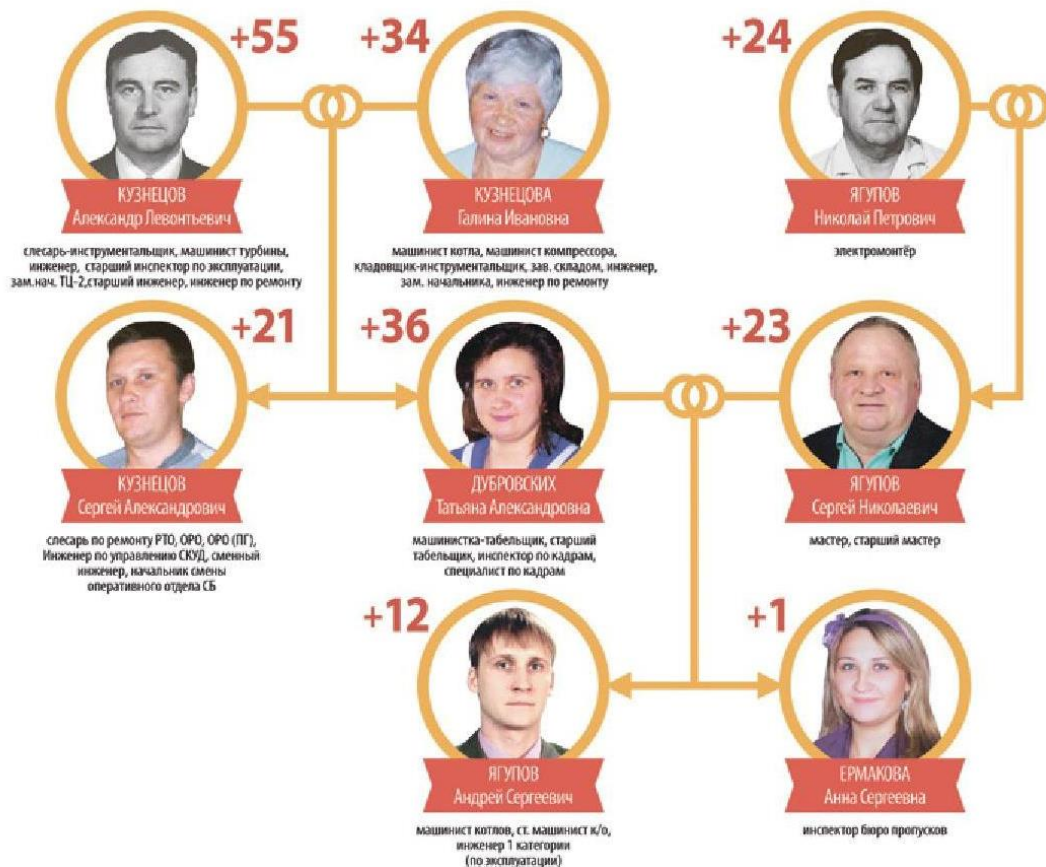 +55
КУЗНЕЦОВ
Александр Левонтьевич
слесарь-инструментальщик, машинист турбины,
инженер, старший инспектор по эксплуатации,
зам.нач. ТЦ-2,старший инженер, инженер по ремонту
+34
КУЗНЕЦОВА
Галина Ивановна
машинист котла, машинист компрессора,
кладовщик-инструментальщик, зав. складом, инженер,
зам. начальника, инженер по ремонту
+24
ЯГУПОВ
Николай Петрович
электромонтёр
+21
КУЗНЕЦОВ
Сергей Александрович
слесарь по ремонту РТО, ОРО, ОРО (ПГ),
Инженер по управлению СКУД, сменный
инженер, начальник смены
оперативного отдела СБ
+36
ДУБРОВСКИХ
Татьяна Александровна
машинистка-табельщик, старший
табельщик, инспектор по кадрам,
специалист по кадрам
+23
ЯГУПОВ
Сергей Николаевич
мастер, старший мастер
+12
ЯГУПОВ
Андрей Сергеевич
машинист котлов, ст. машинист к/о,
инженер 1 категории
(по эксплуатации)
+1
ЕРМАКОВА
Анна Сергеевна
инспектор бюро пропусков